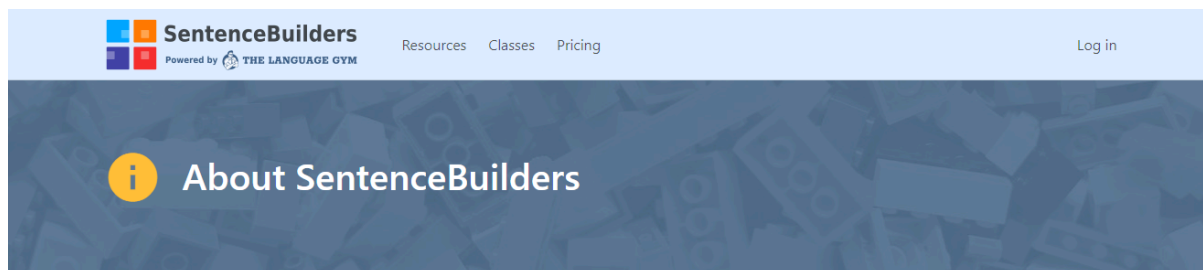 SentenceBuilders
Powered by THE LANGUAGE GYM
Resources Classes Pricing
Log in
i About SentenceBuilders